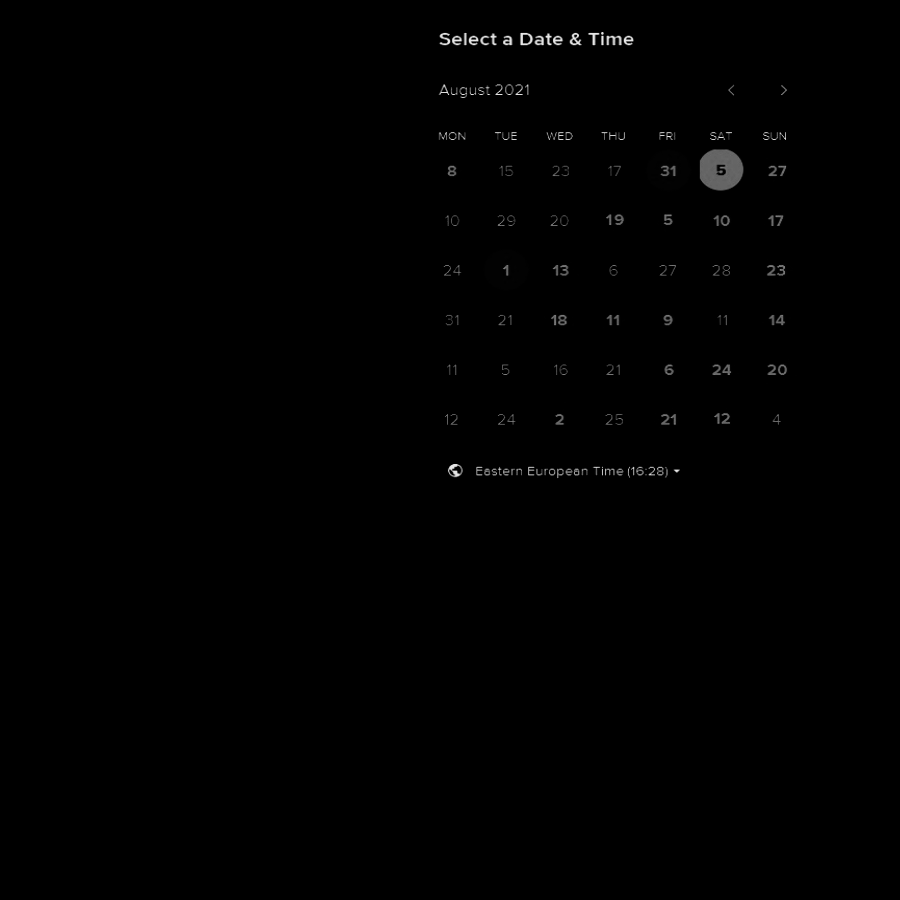 Select a Date & Time
August 2021
MON TUE WED THU FRI SAT SUN
8 15 23 17 31 5 27
10 29 20 19 5 10 17
24 1 13 6 27 28 23
31 21 18 11 9 11 14
11 5 16 21 6 24 20
12 24 2 25 21 12 4
Eastern European Time (16:28)